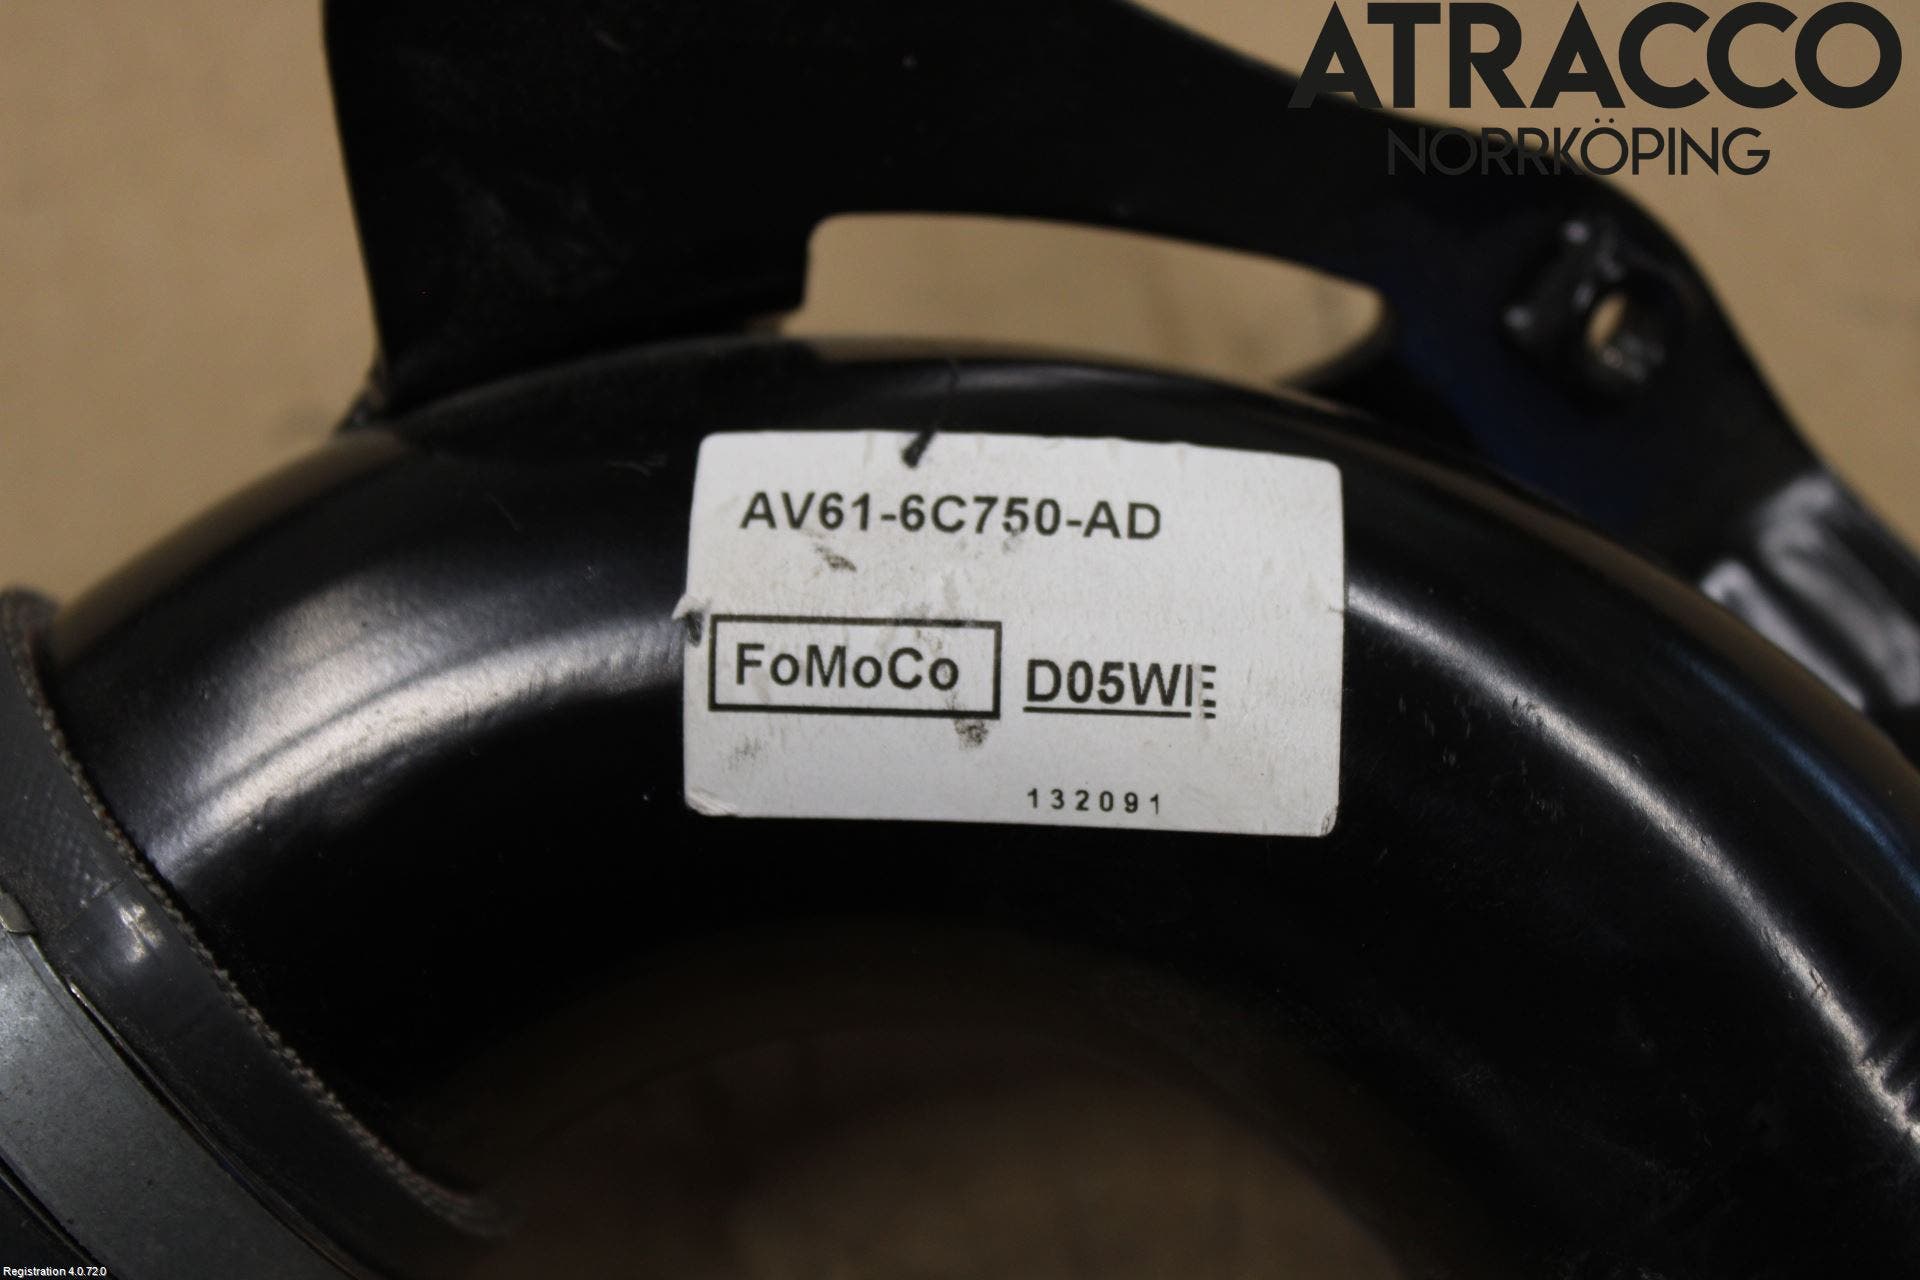 ATRACCO
NORRKÖPING
AV61-6C750-AD
FoMoCo
D05WE
132091
Registration 4.0.72.0